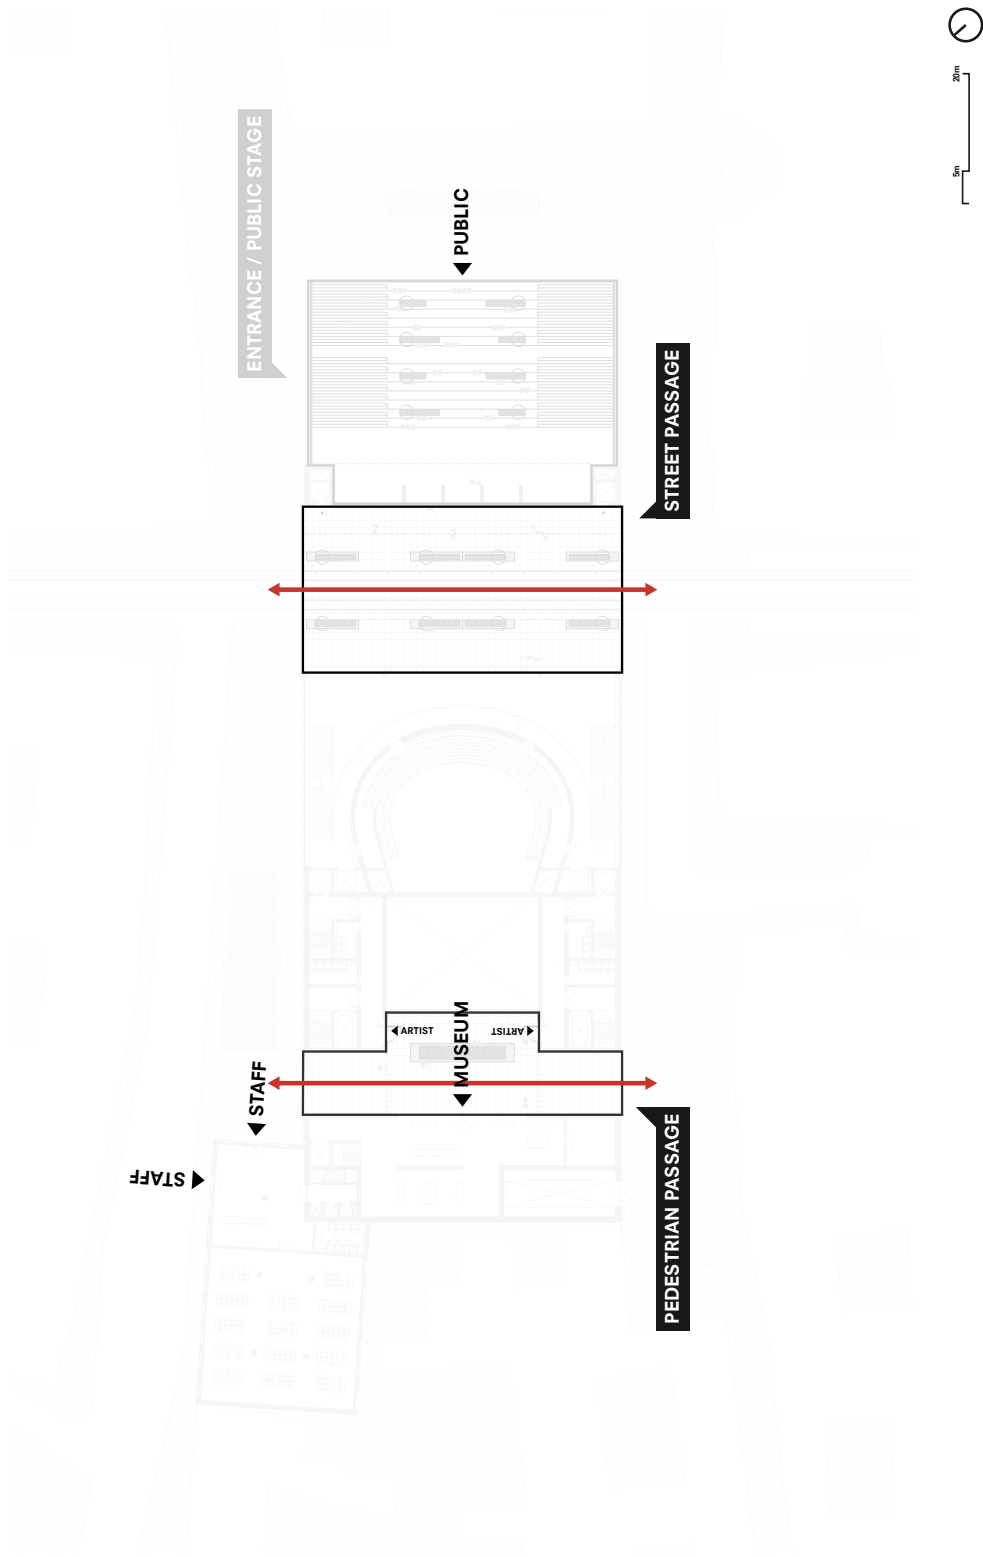 20m
5m
ENTRANCE / PUBLIC STAGE
PUBLIC
STREET PASSAGE
MUSEUM
ARTIST
ARTIST
STAFF
STAFF
PEDESTRIAN PASSAGE